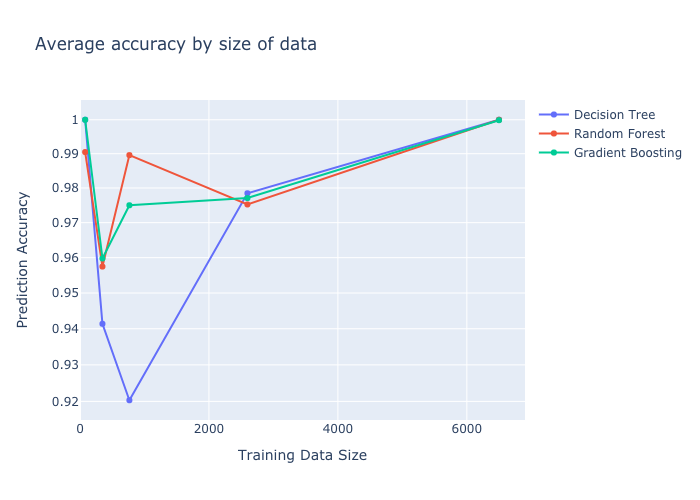 Average accuracy by size of data
Decision Tree
Random Forest
Gradient Boosting
1
0.99
0.98
0.97
0.96
0.95
0.94
0.93
0.92
Prediction Accuracy
0 2000 4000 6000
Training Data Size